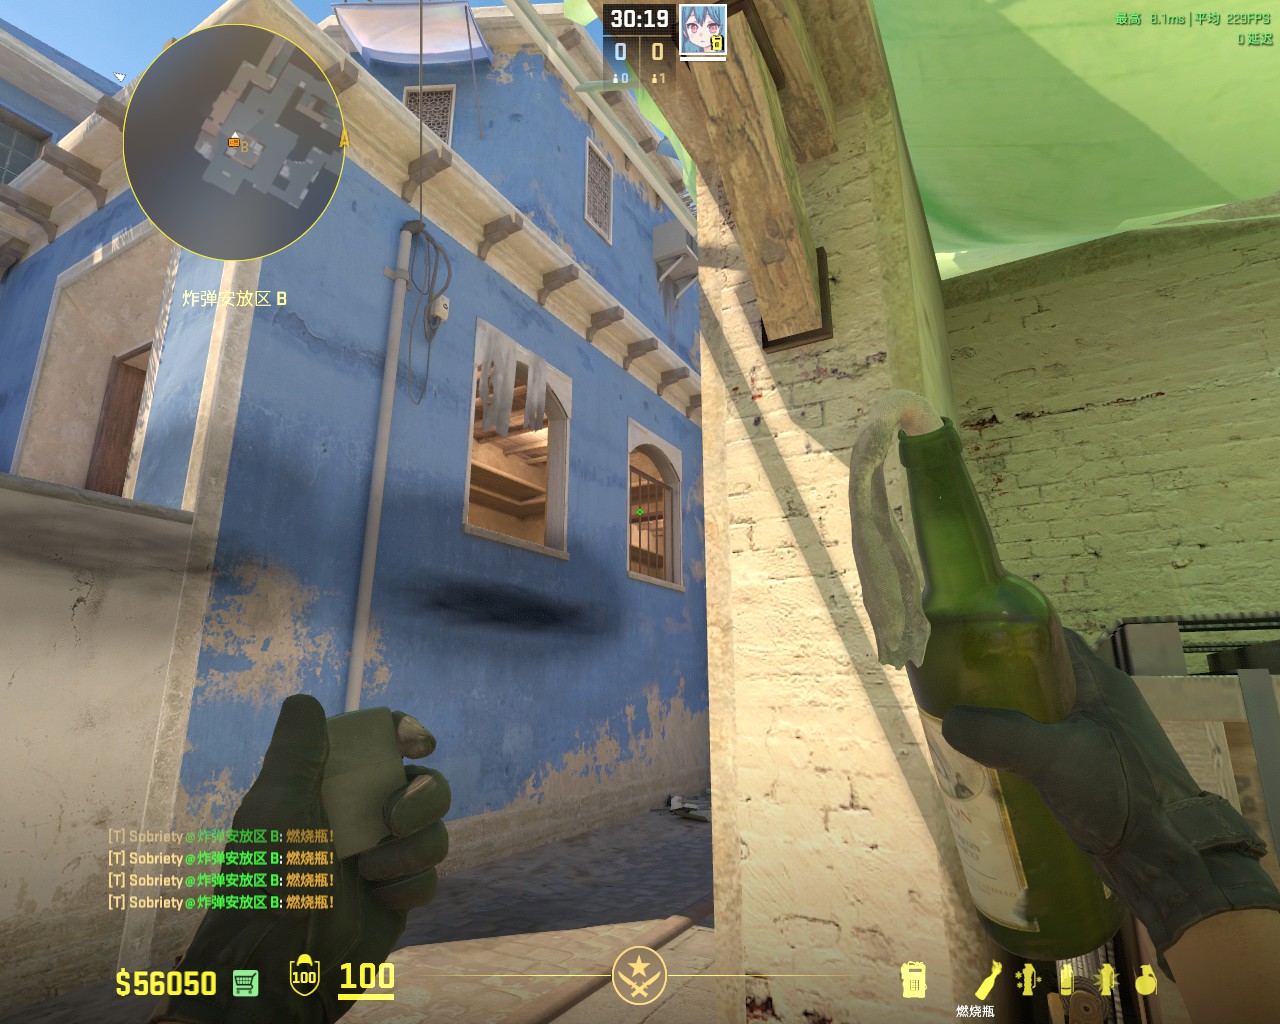 30:19
0 0
0 1
最高 8.1ms | 平均 229FPS
0 延迟
B
A
炸弹安放区 B
[T] Sobriety@炸弹安放区 B: 燃烧瓶!
[T] Sobriety@炸弹安放区 B: 燃烧瓶!
[T] Sobriety@炸弹安放区 B: 燃烧瓶!
[T] Sobriety@炸弹安放区 B: 燃烧瓶!
$56050 100 100
燃烧瓶